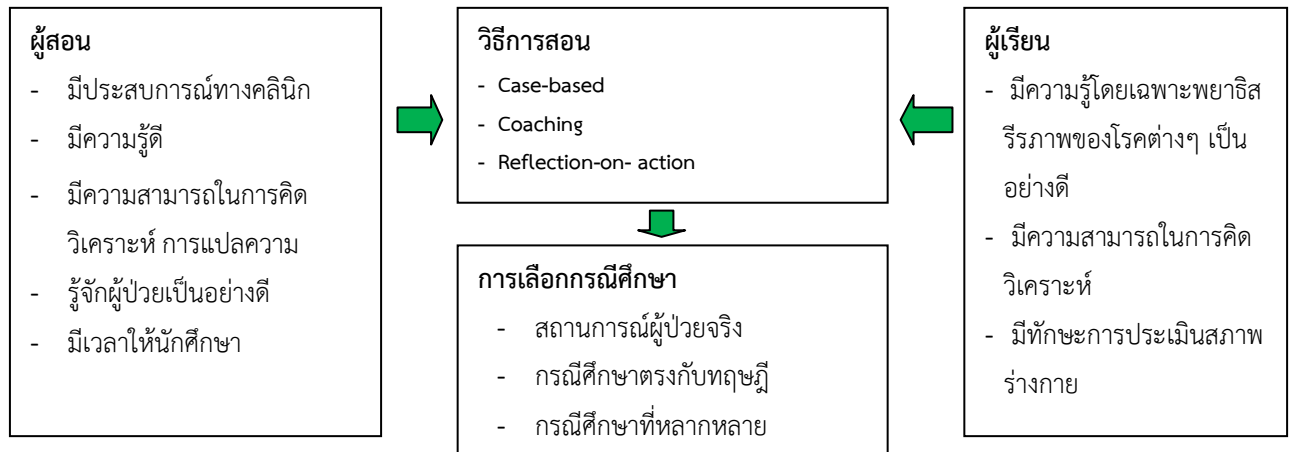 ผู้สอน
- มีประสบการณ์ทางคลินิก
- มีความรู้ดี
- มีความสามารถในการคิด
วิเคราะห์ การแปลความ
- รู้จักผู้ป่วยเป็นอย่างดี
- มีเวลาให้นักศึกษา
วิธีการสอน
- Case-based
- Coaching
- Reflection-on- action
การเลือกกรณีศึกษา
- สถานการณ์ผู้ป่วยจริง
- กรณีศึกษาตรงกับทฤษฎี
- กรณีศึกษาที่หลากหลาย
ผู้เรียน
- มีความรู้โดยเฉพาะพยาธิส
รีรภาพของโรคต่างๆ เป็น
อย่างดี
- มีความสามารถในการคิด
วิเคราะห์
- มีทักษะการประเมินสภาพ
ร่างกาย